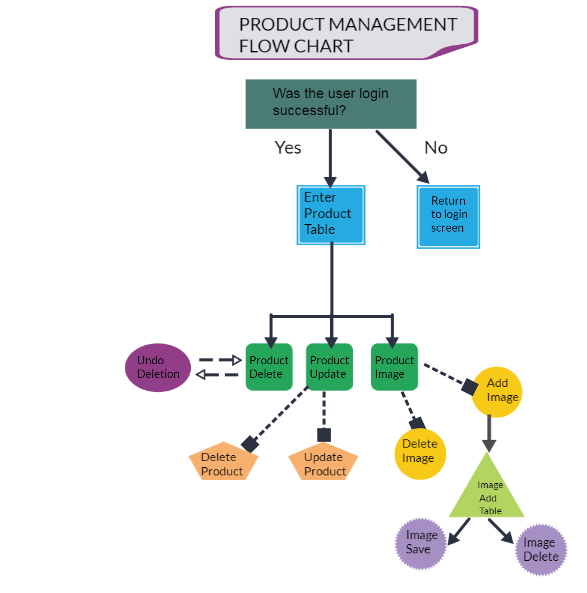 PRODUCT MANAGEMENT
FLOW CHART
Was the user login
successful?
Yes
No
Enter
Product
Table
Return
to login
screen
Undo
Deletion
Product
Delete
Product
Update
Product
Image
Add
Image
Delete
Product
Update
Product
Delete
Image
Image
Add
Table
Image
Save
Image
Delete